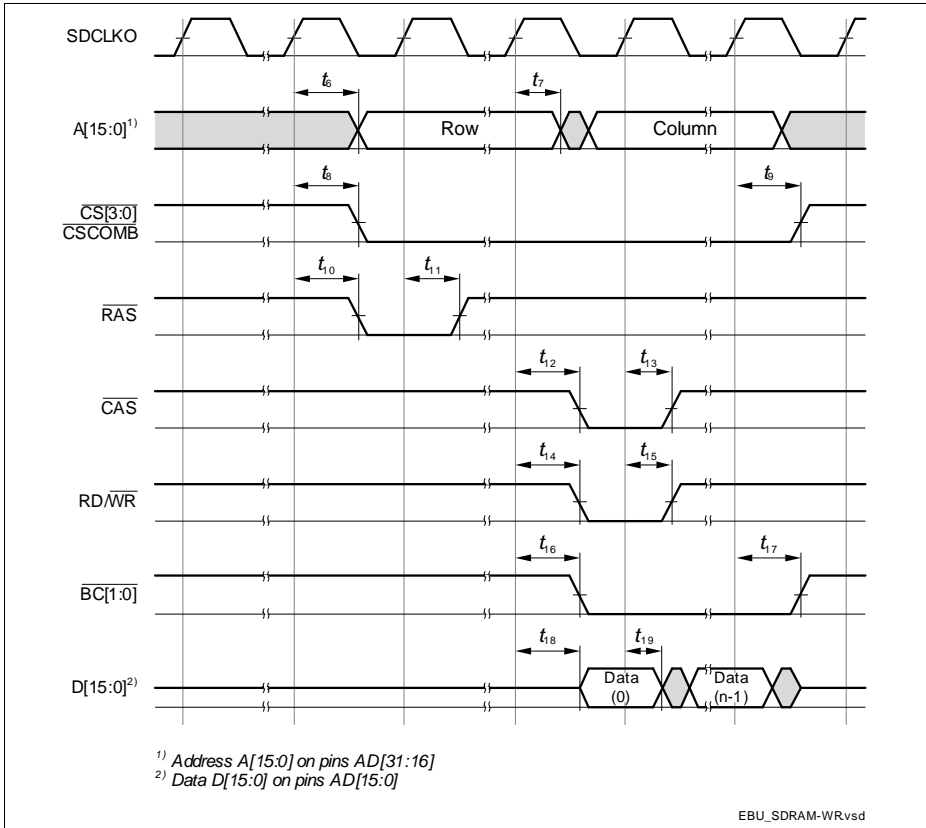 SDCLKO
t6 t7
A[15:0]1) Row Column
t8 t9
CS[3:0]
CSCOMB
t10 t11
RAS
t12 t13
CAS
t14 t15
RD/WR
t16 t17
BC[1:0]
t18 t19
D[15:0]2) Data (0) Data (n-1)
1) Address A[15:0] on pins AD[31:16]
2) Data D[15:0] on pins AD[15:0]
EBU_SDRAM-WR.vsd